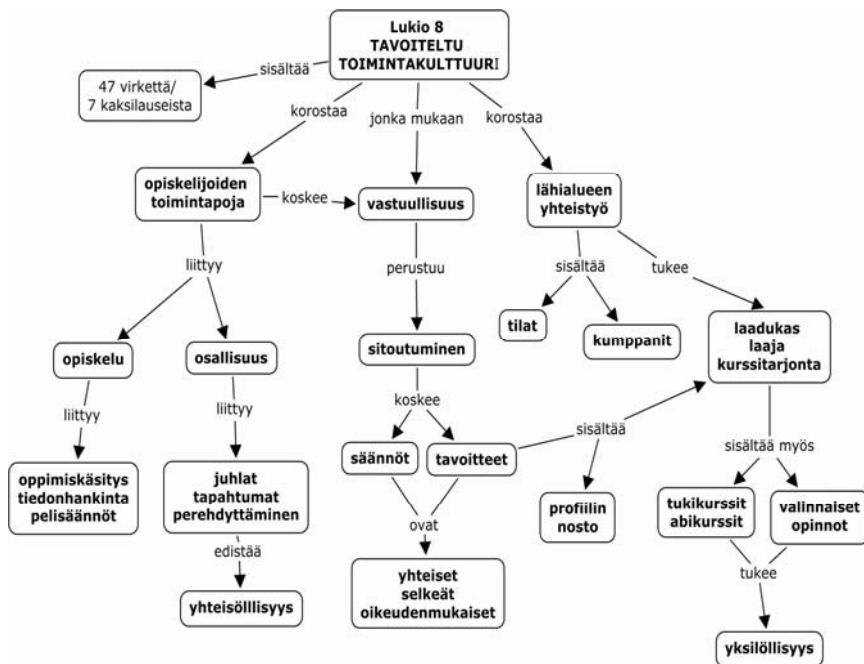 Lukio 8
TAVOITELTU
TOIMINTAKULTTUURI
sisältää
47 virkettä/
7 kaksilauseista
korostaa
jonka mukaan
korostaa
opiskelijoiden
toimintapoja
koskee
vastuullisuus
lähialueen
yhteistyö
liittyy
perustuu
sisältää
tukee
tilat
kumppanit
laadukas
laaja
kurssitarjonta
opiskelu
osallisuus
sitoutuminen
liittyy
liittyy
koskee
sisältää
sisältää myös
säännöt
tavoitteet
oppimiskäsitys
tiedonhankinta
pelisäännöt
juhlat
tapahtumat
perehdyttäminen
profiilin
nosto
tukikurssit
abikurssit
valinnaiset
opinnot
ovat
edistää
tukee
yhteisölllisyys
yhteiset
selkeät
oikeudenmukaiset
yksilöllisyys